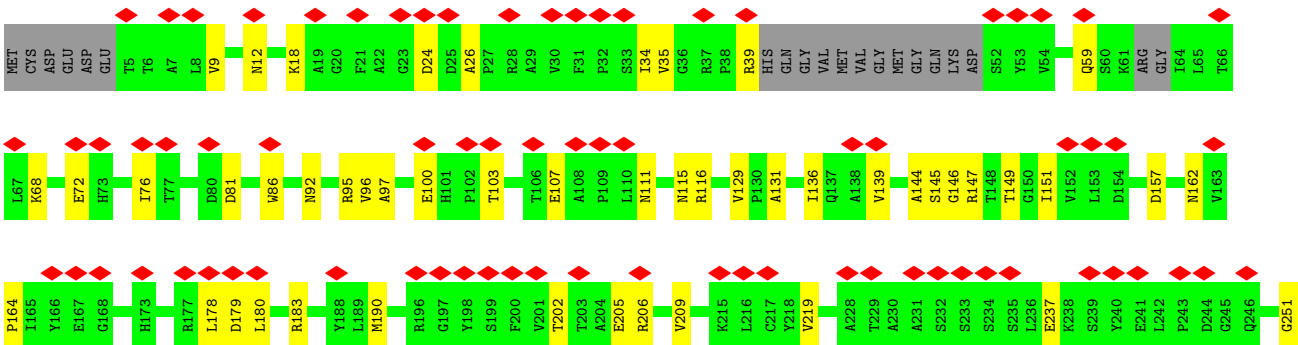 MET CYS ASP GLU ASP GLU T5 T6 A7 L8 V9 N12 K18 A19 G20 F21 A22 G23 D24 D25 A26 P27 R28 A29 V30 F31 P32 S33 I34 V35 G36 R37 P38 R39 HIS GLN GLY VAL MET VAL GLY MET GLY GLN LYS ASP S52 Y53 V54 Q59 S60 K61 ARG GLY I64 L65 T66
L67 K68 E72 H73 I76 T77 D80 D81 W86 N92 R95 V96 A97 E100 H101 P102 T103 T106 E107 A108 P109 L110 N111 N115 R116 V129 P130 A131 I136 Q137 A138 V139 A144 S145 G146 R147 T148 T149 G150 I151 V152 L153 D154 D157 N162 V163
P164 I165 Y166 E167 G168 H173 R177 L178 D179 L180 R183 Y188 L189 M190 R196 G197 Y198 S199 F200 V201 T202 T203 A204 E205 R206 V209 K215 L216 C217 Y218 V219 A228 T229 A230 A231 S232 S233 S234 S235 L236 E237 K238 S239 Y240 E241 L242 P243 D244 G245 Q246 G251